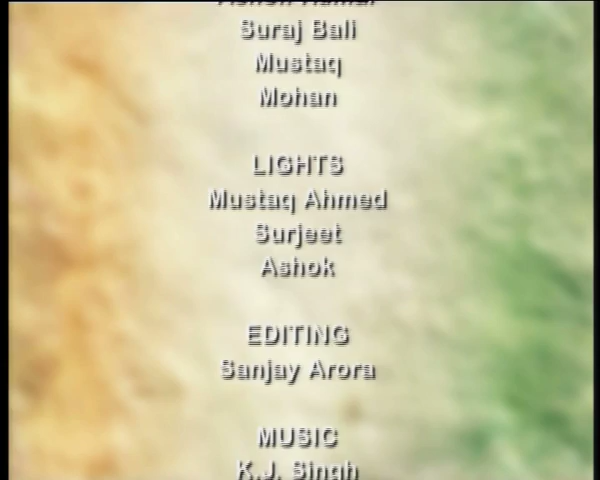 Suraj Bali
Mustaq
Mohan
LIGHTS
Mustaq Ahmed
Surjeet
Ashok
EDITING
Sanjay Arora
MUSIC
K.J. Singh